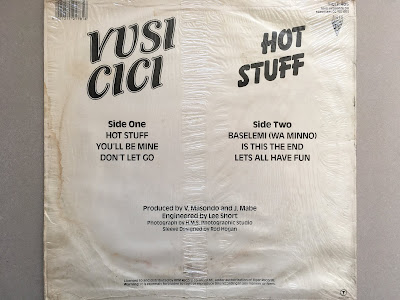 VUSI
CICI
HOT
STUFF
Side One
HOT STUFF
YOU'LL BE MINE
DON'T LET GO
Side Two
BASELEMI (WA MINNO)
IS THIS THE END
LETS ALL HAVE FUN
Produced by V. Masondo and J. Mabe
Engineered by Lee Short
Photograph by H.M.S. Photographic Studio
Sleeve Designed by Rod Hogan